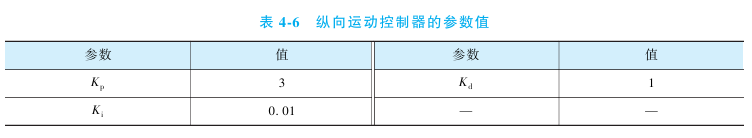 表 4-6 纵向运动控制器的参数值
参数 值 参数 值
Kp 3 Kd 1
Ki 0.01 — —